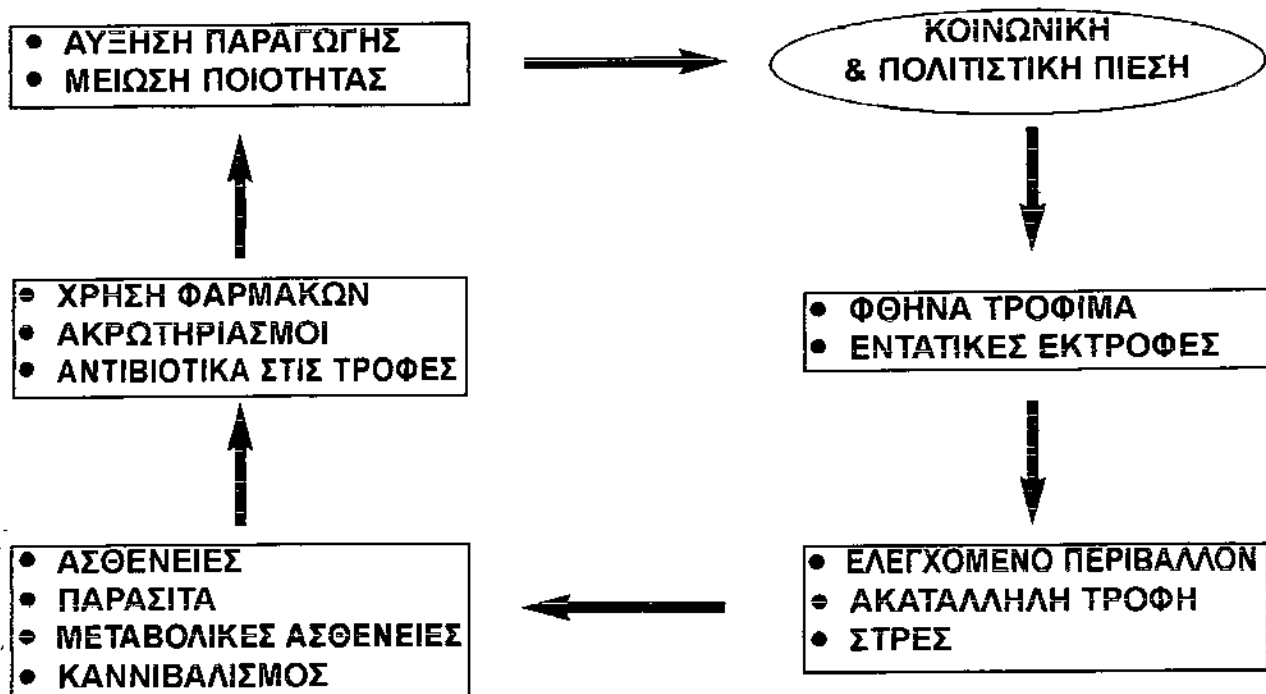 • ΑΥΞΗΣΗ ΠΑΡΑΓΩΓΗΣ
• ΜΕΙΩΣΗ ΠΟΙΟΤΗΤΑΣ
ΚΟΙΝΩΝΙΚΗ
& ΠΟΛΙΤΙΣΤΙΚΗ ΠΙΕΣΗ
• ΦΘΗΝΑ ΤΡΟΦΙΜΑ
• ΕΝΤΑΤΙΚΕΣ ΕΚΤΡΟΦΕΣ
• ΕΛΕΓΧΟΜΕΝΟ ΠΕΡΙΒΑΛΛΟΝ
• ΑΚΑΤΑΛΛΗΛΗ ΤΡΟΦΗ
• ΣΤΡΕΣ
• ΑΣΘΕΝΕΙΕΣ
• ΠΑΡΑΣΙΤΑ
• ΜΕΤΑΒΟΛΙΚΕΣ ΑΣΘΕΝΕΙΕΣ
• ΚΑΝΝΙΒΑΛΙΣΜΟΣ
• ΧΡΗΣΗ ΦΑΡΜΑΚΩΝ
• ΑΚΡΩΤΗΡΙΑΣΜΟΙ
• ΑΝΤΙΒΙΟΤΙΚΑ ΣΤΙΣ ΤΡΟΦΕΣ